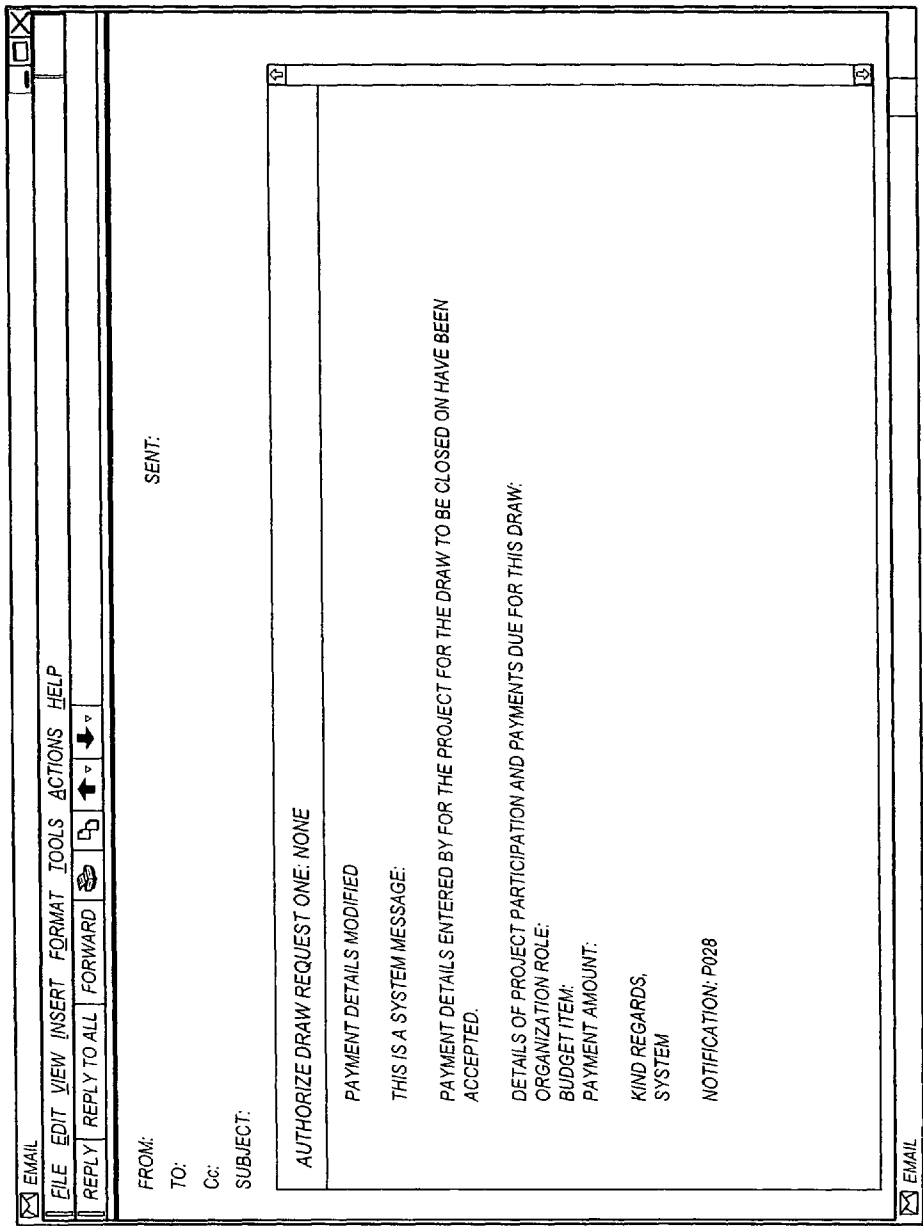 EMAIL
FILE EDIT VIEW INSERT FORMAT TOOLS ACTIONS HELP
REPLY REPLY TO ALL FORWARD
FROM: SENT:
TO:
Cc:
SUBJECT:
AUTHORIZE DRAW REQUEST ONE: NONE
PAYMENT DETAILS MODIFIED
THIS IS A SYSTEM MESSAGE:
PAYMENT DETAILS ENTERED BY FOR THE PROJECT FOR THE DRAW TO BE CLOSED ON HAVE BEEN
ACCEPTED.
DETAILS OF PROJECT PARTICIPATION AND PAYMENTS DUE FOR THIS DRAW:
ORGANIZATION ROLE:
BUDGET ITEM:
PAYMENT AMOUNT:
KIND REGARDS,
SYSTEM
NOTIFICATION: P028
EMAIL